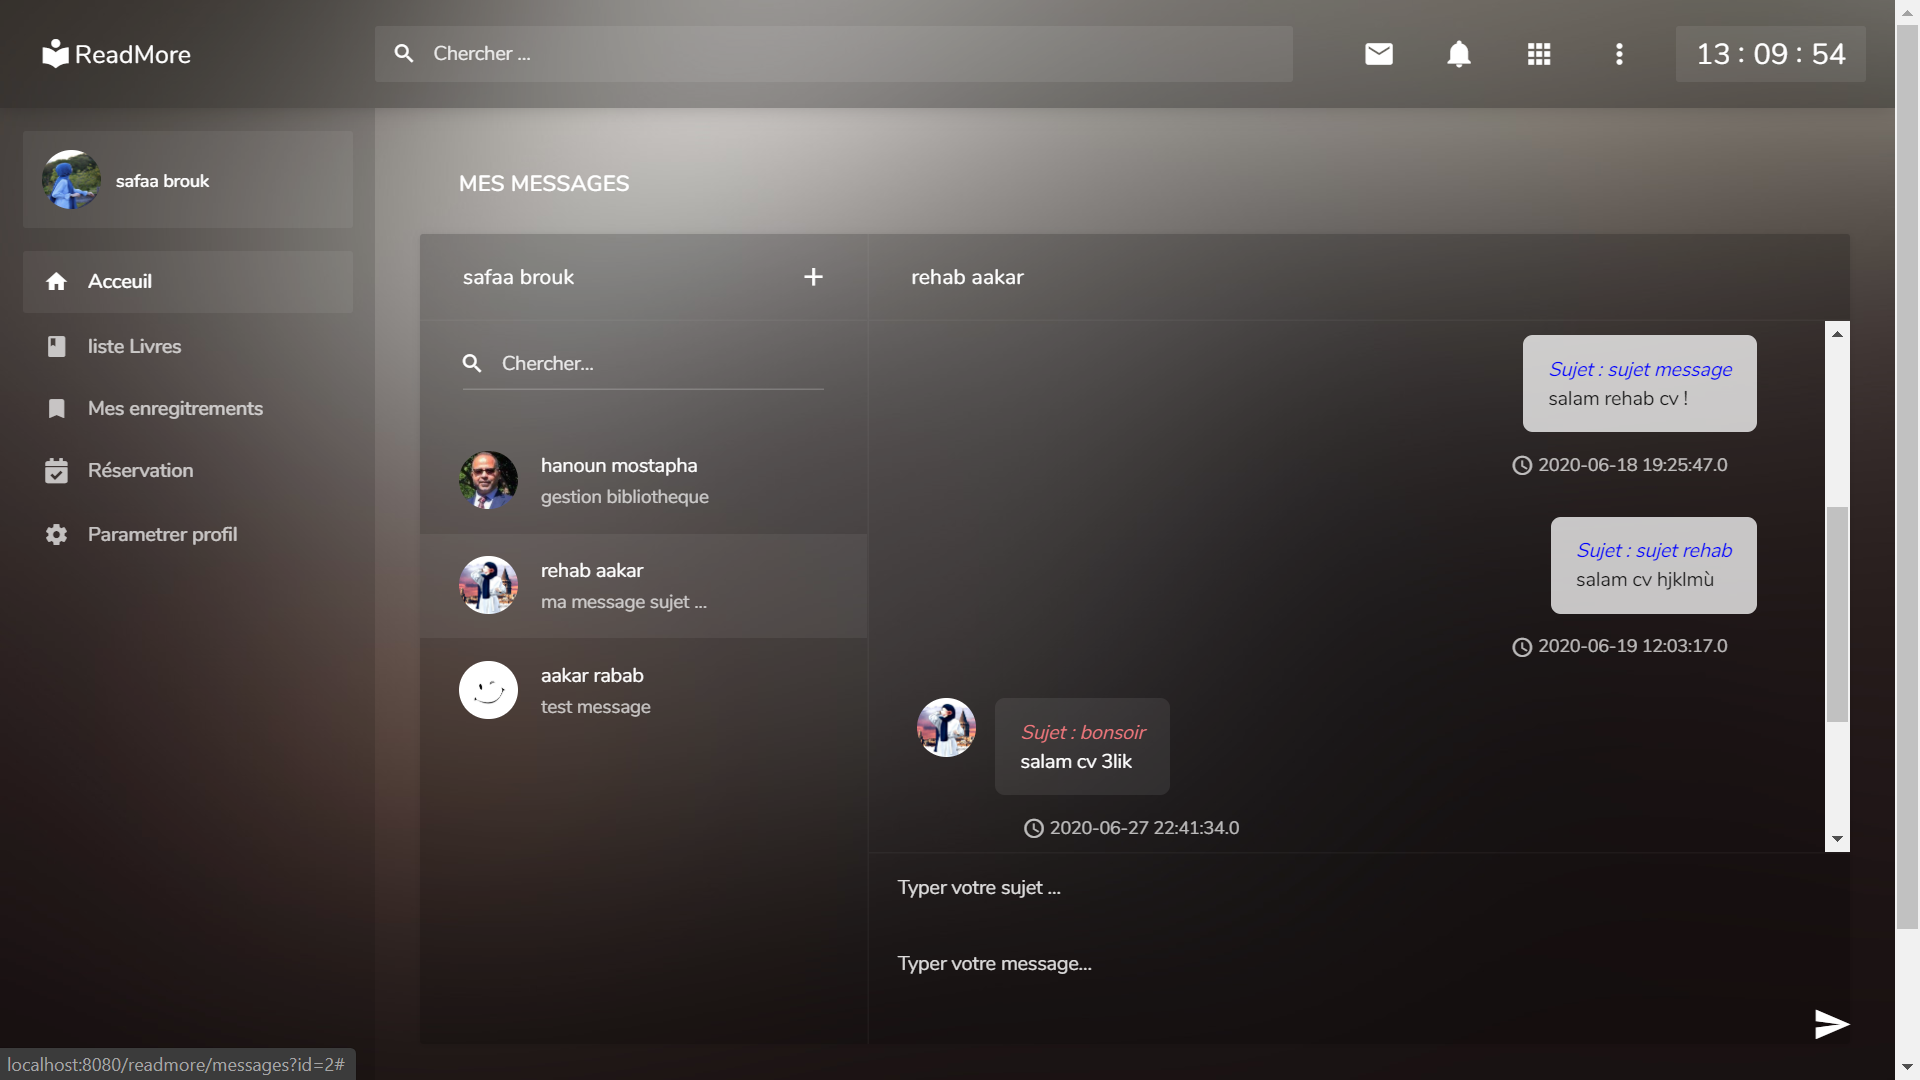 ReadMore
Chercher ...
13 : 09 : 54
safaa brouk
Acceuil
liste Livres
Mes enregitrements
Réservation
Parametrer profil
MES MESSAGES
safaa brouk
+
Chercher...
hanoun mostapha
gestion bibliotheque
rehab aakar
ma message sujet ...
aakar rabab
test message
rehab aakar
Sujet : sujet message
salam rehab cv !
2020-06-18 19:25:47.0
Sujet : sujet rehab
salam cv hjklmù
2020-06-19 12:03:17.0
Sujet : bonsoir
salam cv 3lik
2020-06-27 22:41:34.0
Typer votre sujet ...
Typer votre message...
localhost:8080/readmore/messages?id=2#